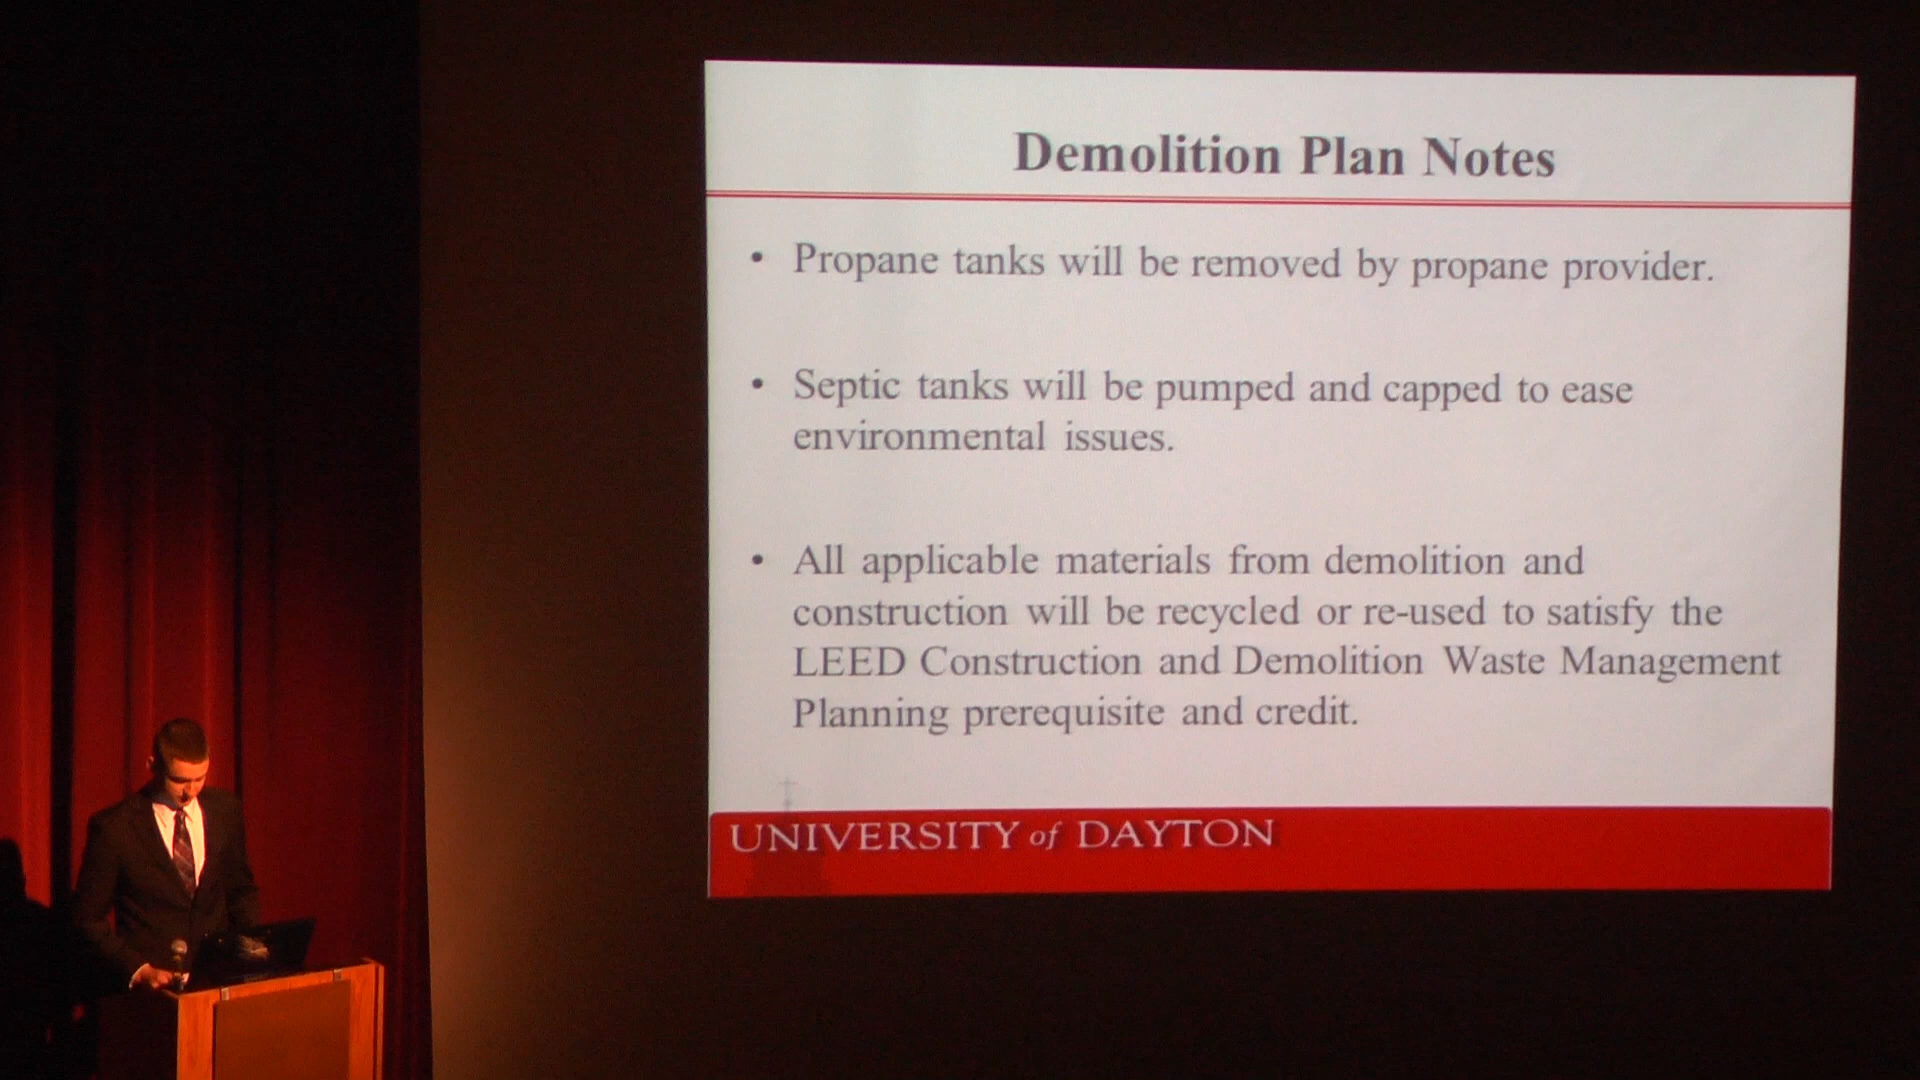 Demolition Plan Notes
• Propane tanks will be removed by propane provider.
• Septic tanks will be pumped and capped to ease
environmental issues.
• All applicable materials from demolition and
construction will be recycled or re-used to satisfy the
LEED Construction and Demolition Waste Management
Planning prerequisite and credit.
UNIVERSITY of DAYTON